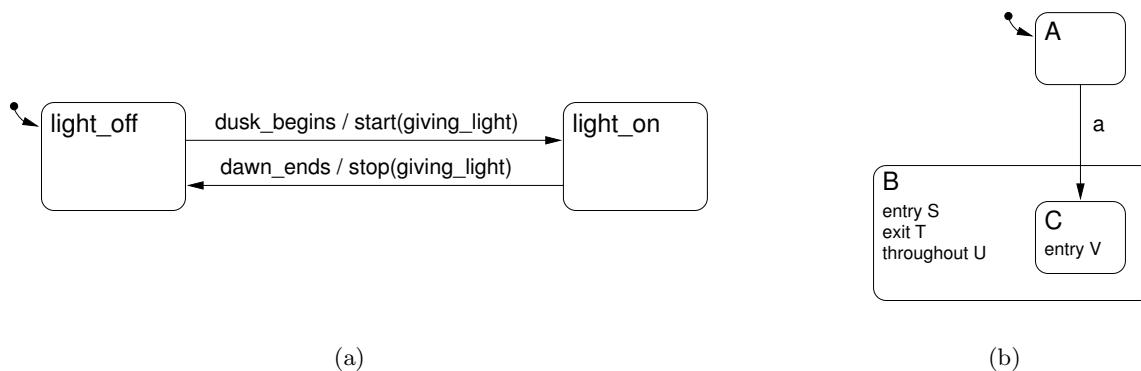 light_off
dusk_begins / start(giving_light)
dawn_ends / stop(giving_light)
light_on
(a)
A
a
B
entry S
exit T
throughout U
C
entry V
(b)